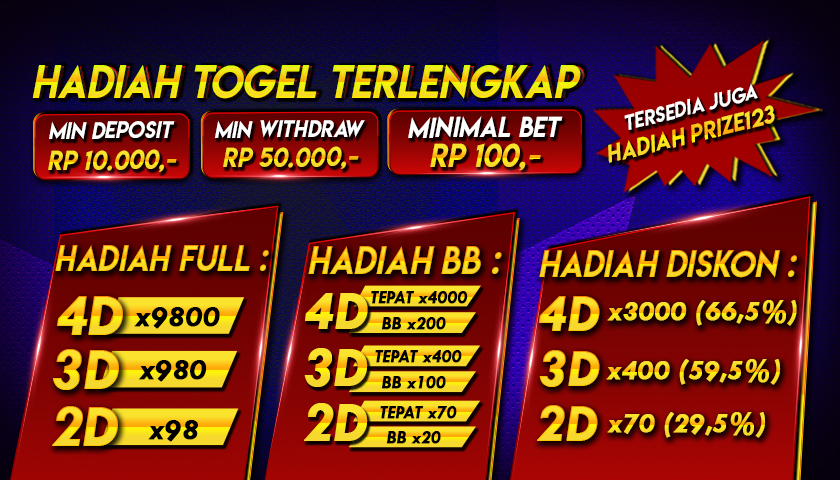 HADIAH TOGEL TERLENGKAP
MIN DEPOSIT
RP 10.000,-
MIN WITHDRAW
RP 50.000,-
MINIMAL BET
RP 100,-
TERSEDIA JUGA
HADIAH PRIZE123
HADIAH FULL :
4D x9800
3D x980
2D x98
HADIAH BB :
4D
TEPAT x4000
BB x200
3D
TEPAT x400
BB x100
2D
TEPAT x70
BB x20
HADIAH DISKON :
4D x3000 (66,5%)
3D x400 (59,5%)
2D x70 (29,5%)